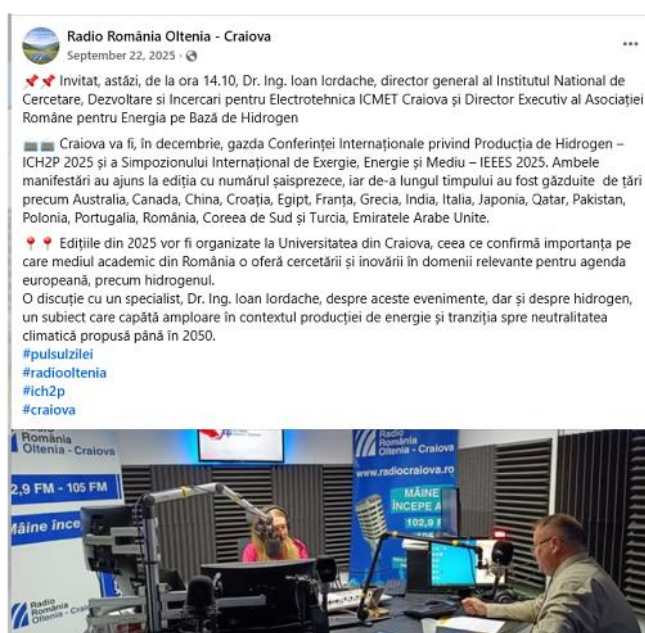 Radio România Oltenia - Craiova
September 22, 2025 ·
Invitat, astăzi, de la ora 14.10, Dr. Ing. Ioan Iordache, director general al Institutul National de
Cercetare, Dezvoltare si Incercari pentru Electrotehnica ICMET Craiova și Director Executiv al Asociației
Române pentru Energia pe Bază de Hidrogen
Craiova va fi, în decembrie, gazda Conferinței Internaționale privind Producția de Hidrogen –
ICH2P 2025 și a Simpozionului Internațional de Exergie, Energie și Mediu – IEEES 2025. Ambele
manifestări au ajuns la ediția cu numărul șaisprezece, iar de-a lungul timpului au fost găzduite de țări
precum Australia, Canada, China, Croația, Egipt, Franța, Grecia, India, Italia, Japonia, Qatar, Pakistan,
Polonia, Portugalia, România, Coreea de Sud și Turcia, Emiratele Arabe Unite.
Edițiile din 2025 vor fi organizate la Universitatea din Craiova, ceea ce confirmă importanța pe
care mediul academic din România o oferă cercetării și inovării în domenii relevante pentru agenda
europeană, precum hidrogenul.
O discuție cu un specialist, Dr. Ing. Ioan Iordache, despre aceste evenimente, dar și despre hidrogen,
un subiect care capătă amploare în contextul producției de energie și tranziția spre neutralitatea
climatică propusă până în 2050.
#pulsulzilei
#radiooltenia
#ich2p
#craiova
Radio
România
Oltenia - Craiova
2,9 FM - 105 FM
Mâine înce
Radio
România
Oltenia
Radio
România
Oltenia - Craiova
www.radiocraiova.ro
MÂINE
ÎNCEPE A
102,9 F